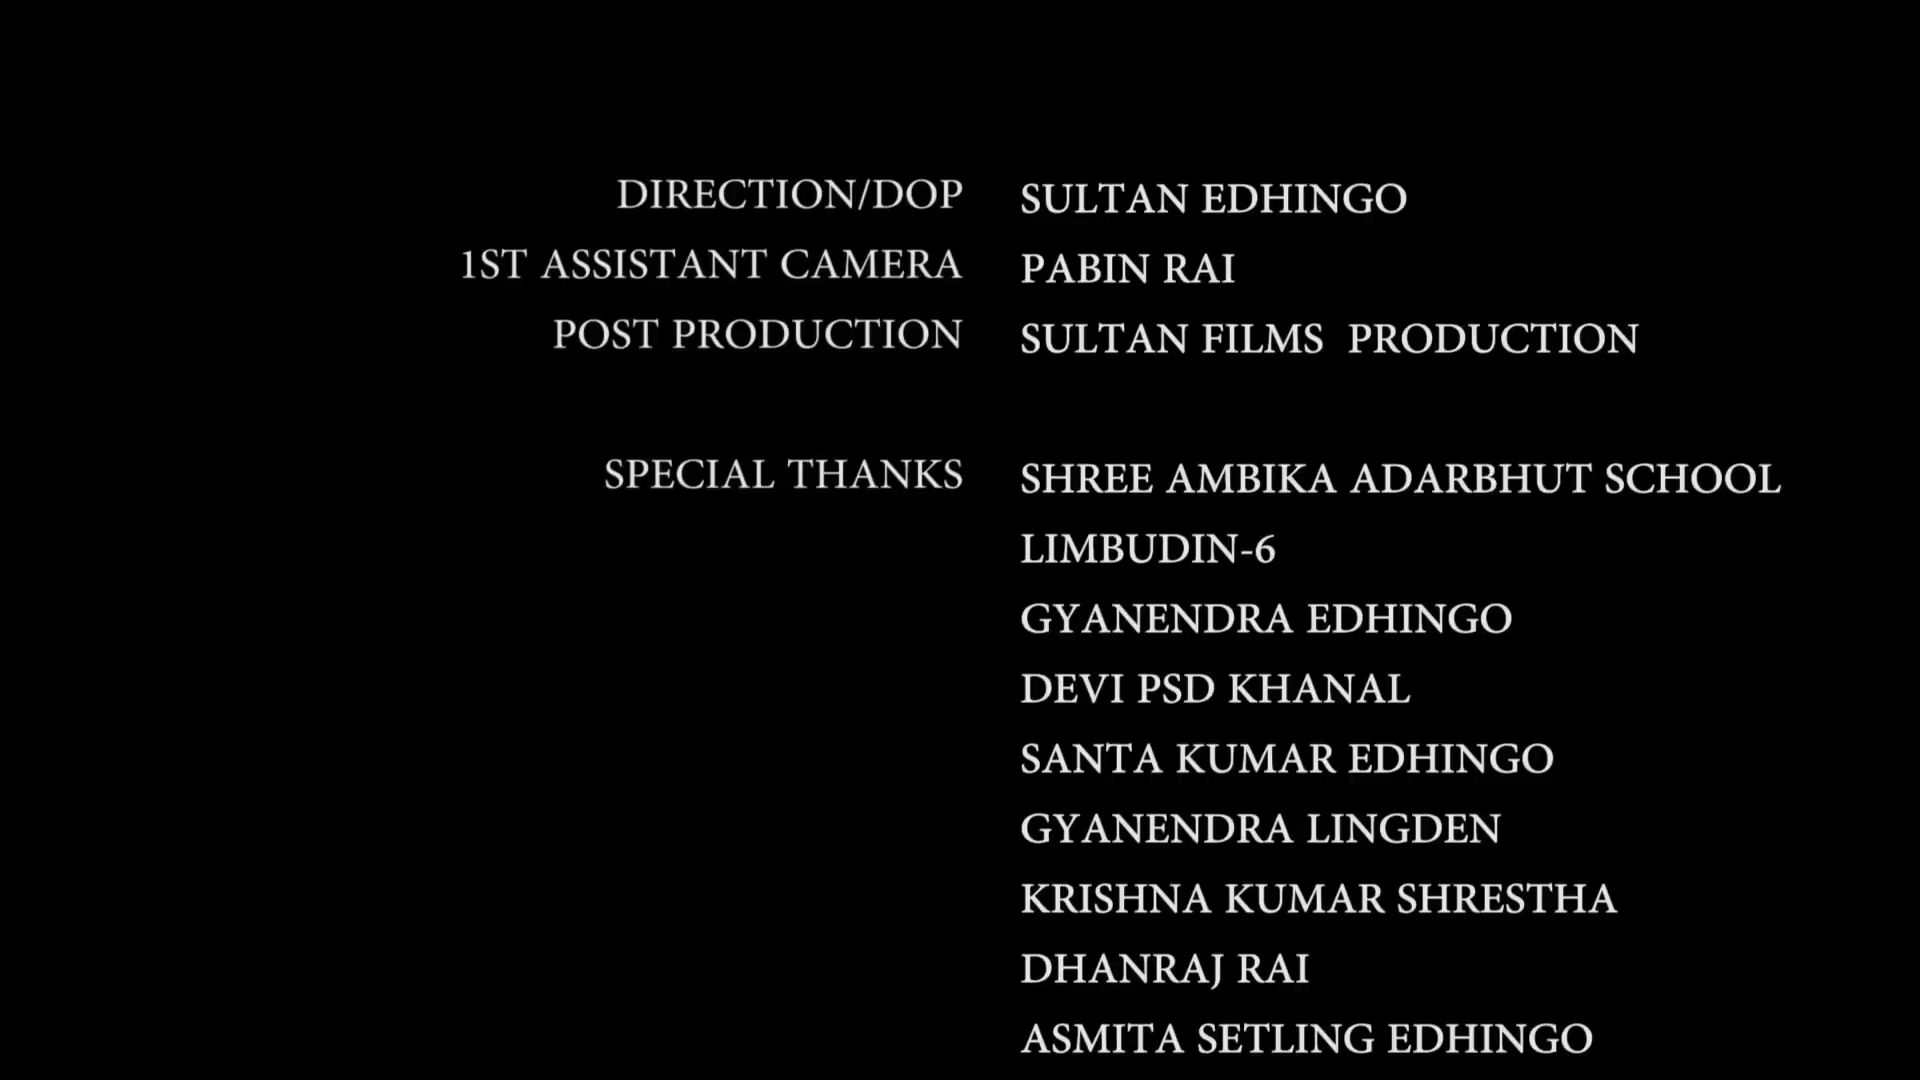 DIRECTION/DOP SULTAN EDHINGO
1ST ASSISTANT CAMERA PABIN RAI
POST PRODUCTION SULTAN FILMS PRODUCTION
SPECIAL THANKS SHREE AMBIKA ADARBHUT SCHOOL
LIMBUDIN-6
GYANENDRA EDHINGO
DEVI PSD KHANAL
SANTA KUMAR EDHINGO
GYANENDRA LINGDEN
KRISHNA KUMAR SHRESTHA
DHANRAJ RAI
ASMITA SETLING EDHINGO